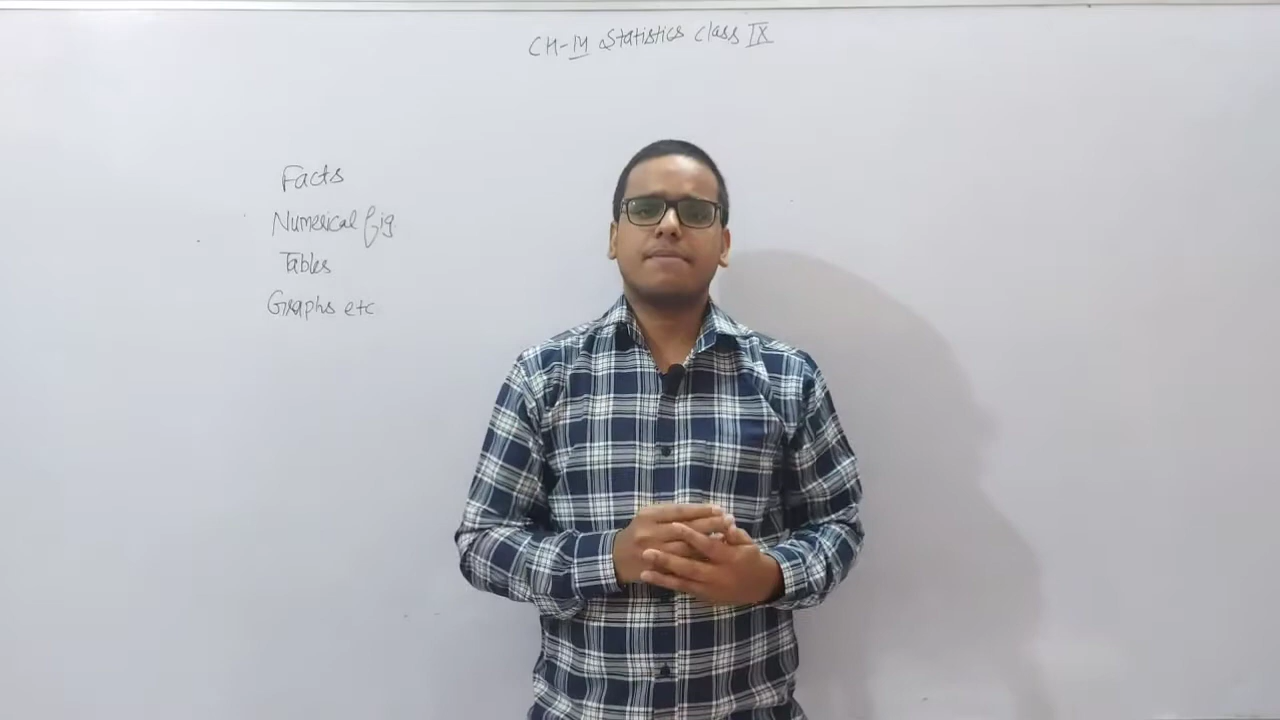 CH-14 Statistics class IX
Facts
Numerical fig.
Tables
Graphs etc